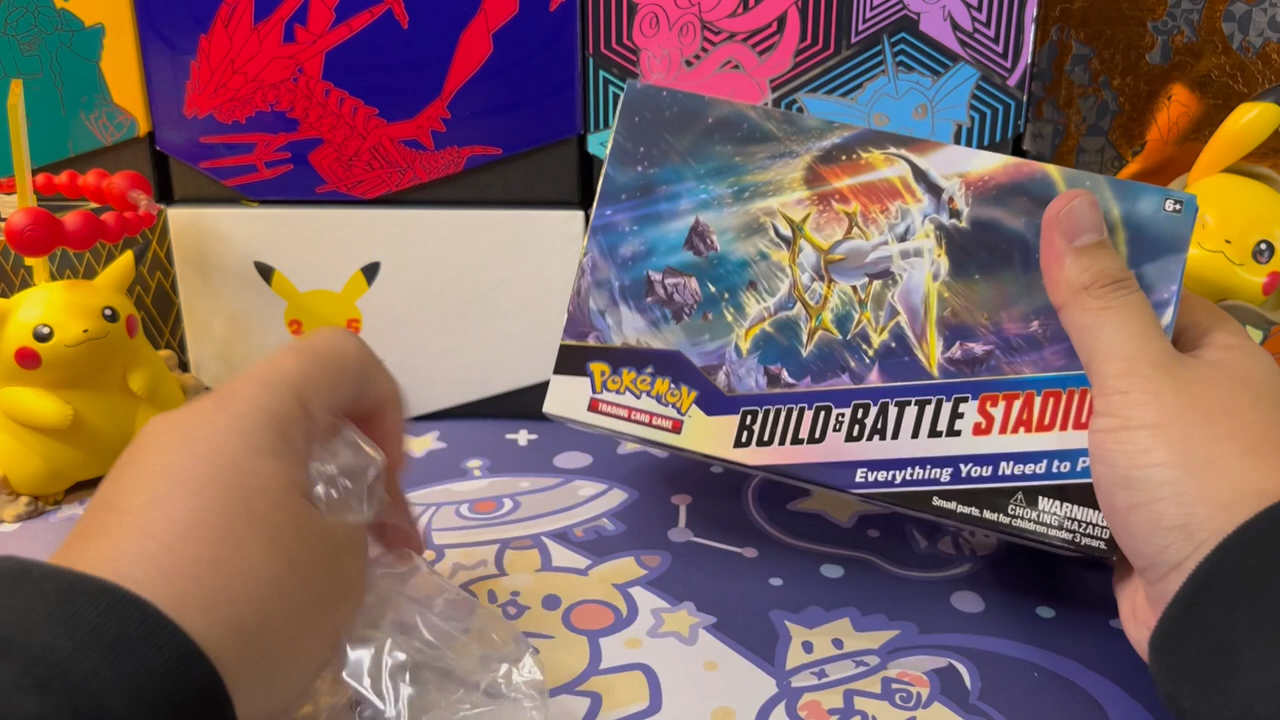 6+
Pokémon
TRADING CARD GAME
BUILD & BATTLE
Everything You Need to
WARNING
CHOKING HAZARD
Small parts. Not for children under 3 years.
25